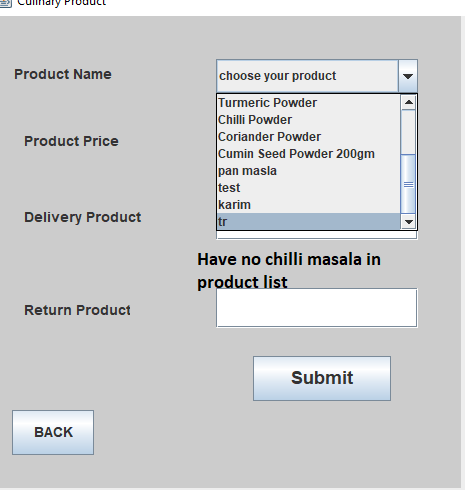 Culinary Product
Product Name
choose your product
Turmeric Powder
Chilli Powder
Coriander Powder
Cumin Seed Powder 200gm
pan masla
test
karim
tr
Product Price
Delivery Product
Have no chilli masala in
product list
Return Product
Submit
BACK